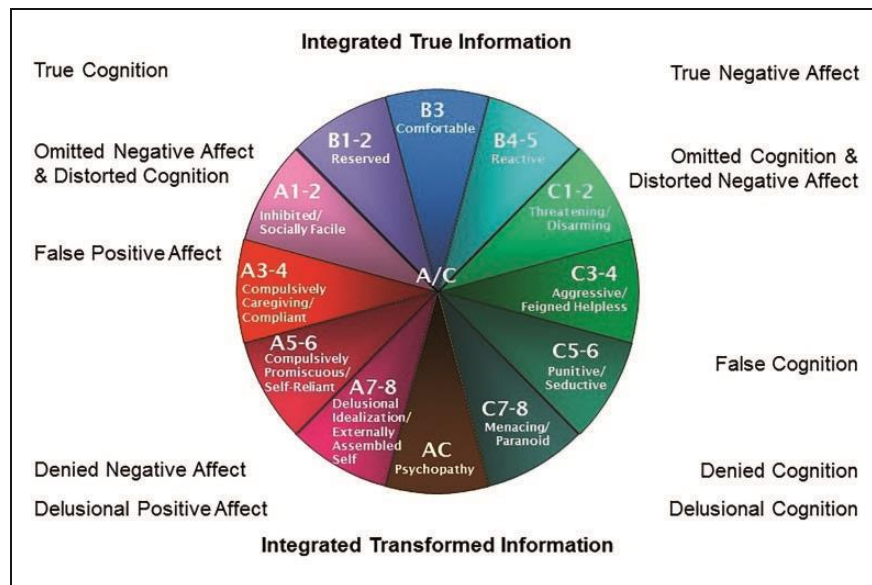 Integrated True Information
True Cognition
True Negative Affect
B3
Comfortable
B1-2
Reserved
B4-5
Reactive
Omitted Negative Affect
& Distorted Cognition
Omitted Cognition &
Distorted Negative Affect
A1-2
Inhibited/
Socially Facile
C1-2
Threatening/
Disarming
False Positive Affect
A3-4
Compulsively
Caregiving/
Compliant
A/C
C3-4
Aggressive/
Feigned Helpless
A5-6
Compulsively
Promiscuous/
Self-Reliant
C5-6
Punitive/
Seductive
False Cognition
A7-8
Delusional
Idealization/
Externally
Assembled
Self
C7-8
Menacing/
Paranoid
AC
Psychopathy
Denied Negative Affect
Denied Cognition
Delusional Positive Affect
Delusional Cognition
Integrated Transformed Information